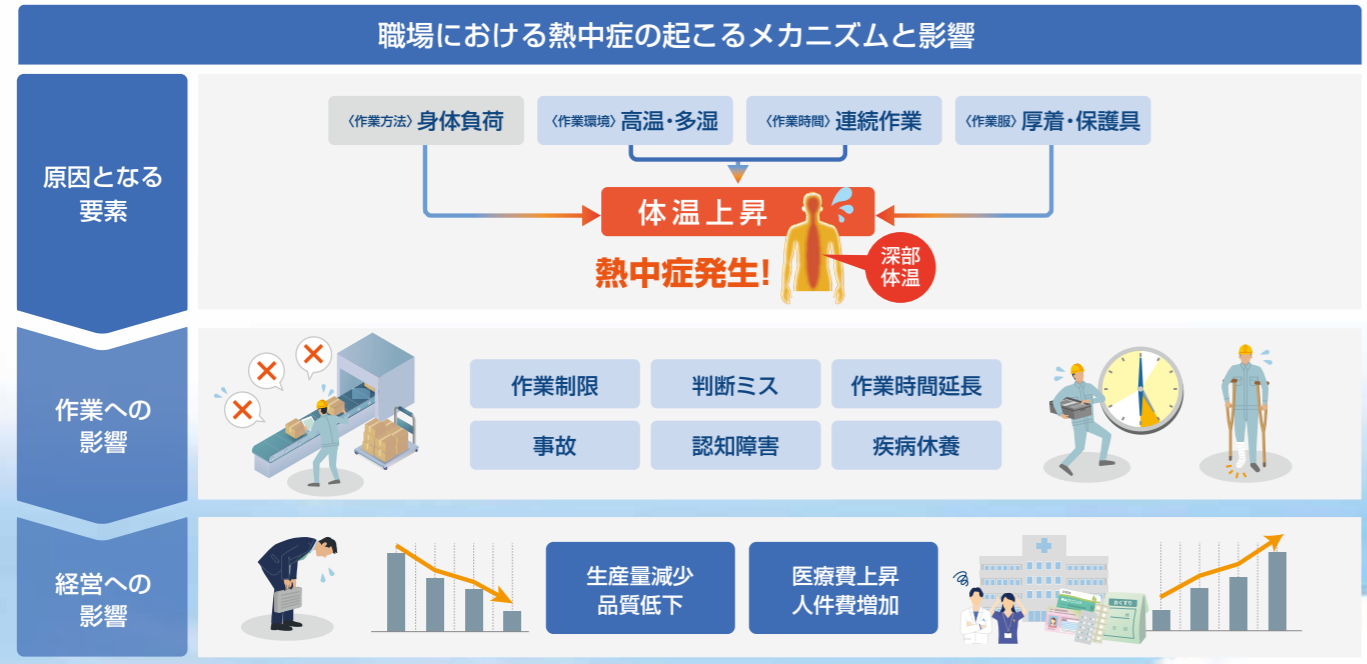 職場における熱中症の起こるメカニズムと影響
原因となる
要素
〈作業方法〉身体負荷
〈作業環境〉高温・多湿
〈作業時間〉連続作業
〈作業服〉厚着・保護具
体温上昇
熱中症発生!
深部
体温
作業への
影響
作業制限
判断ミス
作業時間延長
事故
認知障害
疾病休養
経営への
影響
生産量減少
品質低下
医療費上昇
人件費増加
おくすり